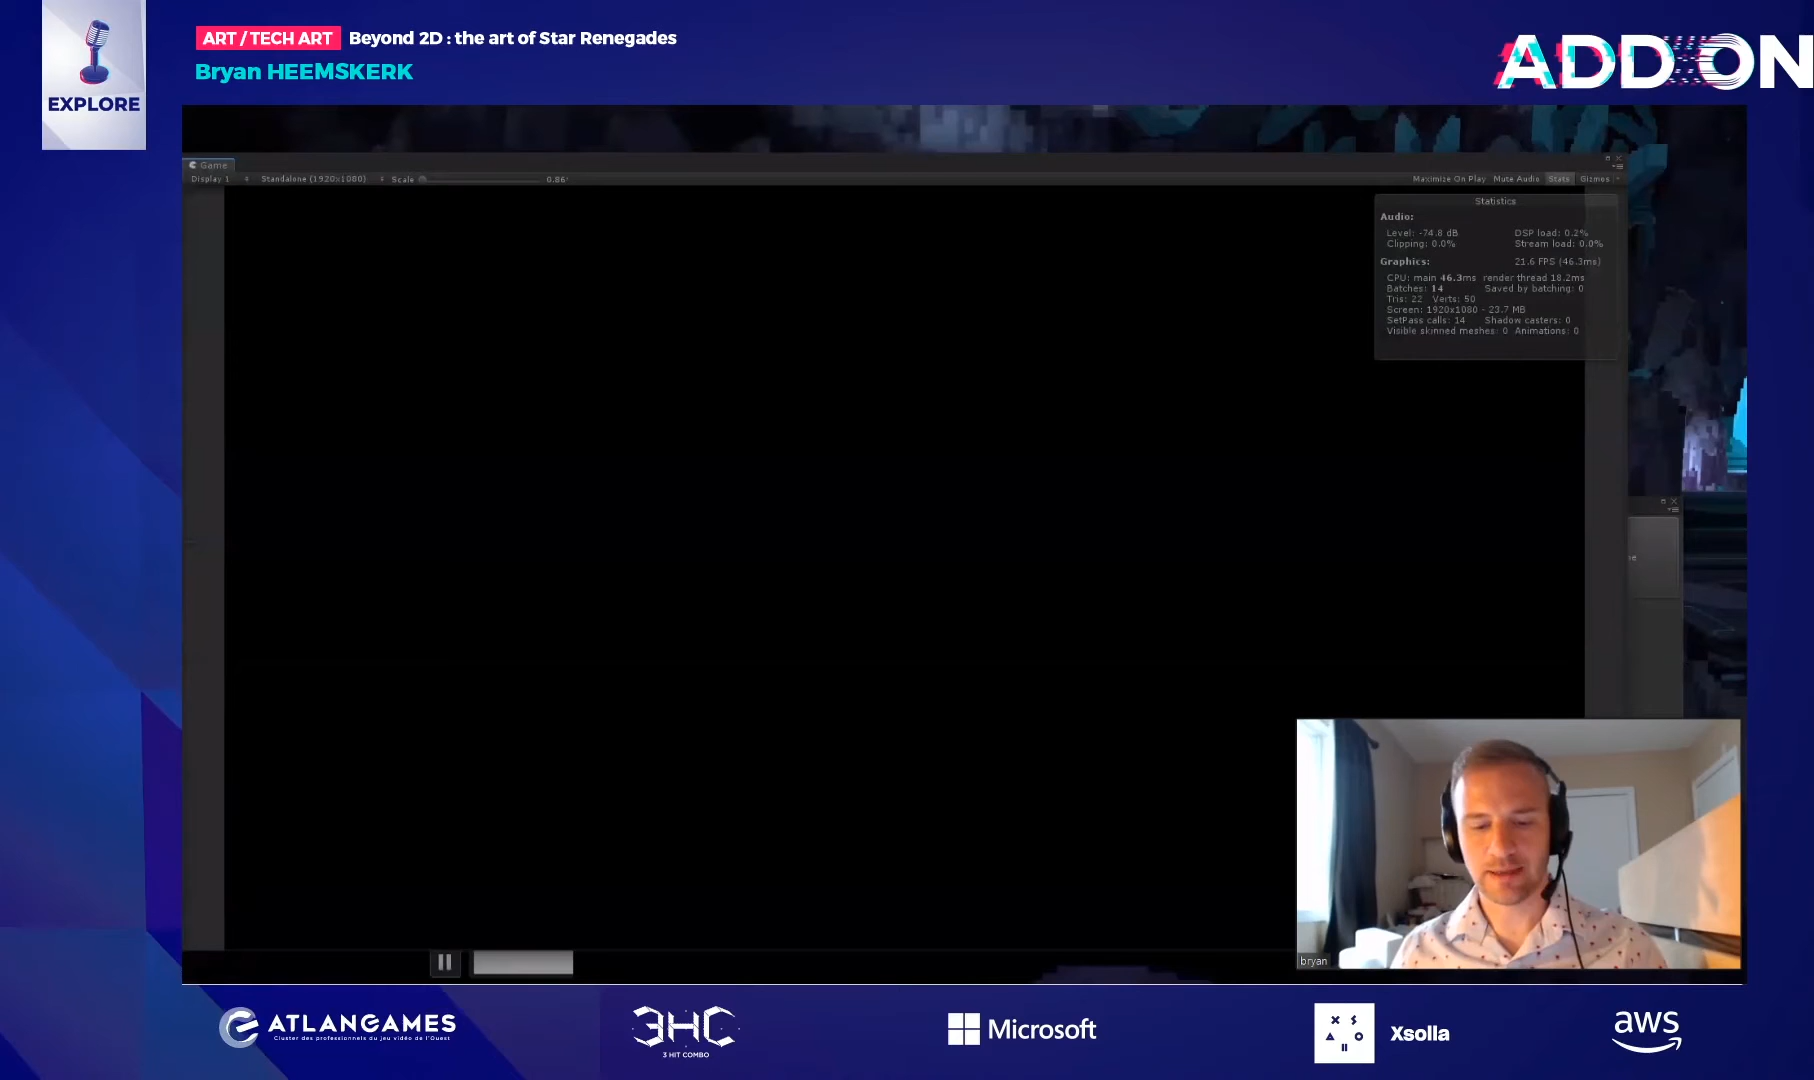 EXPLORE
ART / TECH ART Beyond 2D : the art of Star Renegades
Bryan HEEMSKERK
ADD ON
Game
Display 1 Standalone (1920x1080) Scale 0.86
Maximize On Play Mute Audio Stats Gizmos
Statistics
Audio:
Level: -74.8 dB DSP load: 0.2%
Clipping: 0.0% Stream load: 0.0%
Graphics: 21.6 FPS (46.3ms)
CPU: main 46.3ms render thread 18.2ms
Batches: 14 Saved by batching: 0
Tris: 22 Verts: 50
Screen: 1920x1080 - 23.7 MB
SetPass calls: 14 Shadow casters: 0
Visible skinned meshes: 0 Animations: 0
bryan
ATLANGAMES
Cluster des professionnels du jeu vidéo de l'Ouest
3HC
3 HIT COMBO
Microsoft
XSOLLA
Xsolla
aws